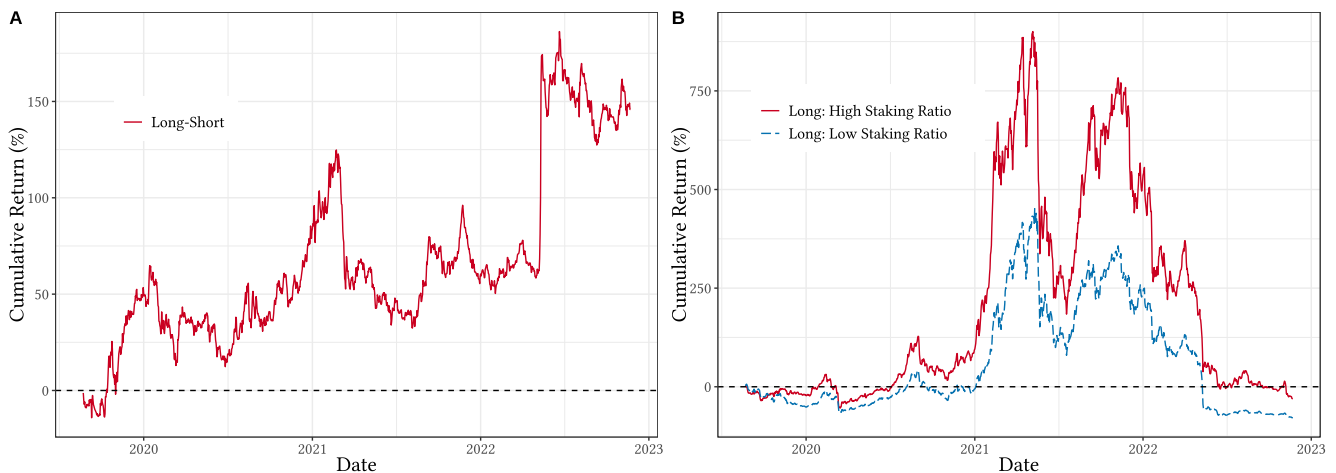 A
Cumulative Return (%)
150
100
50
0
Long-Short
2020
2021
2022
2023
Date
B
Cumulative Return (%)
750
500
250
0
Long: High Staking Ratio
Long: Low Staking Ratio
2020
2021
2022
2023
Date